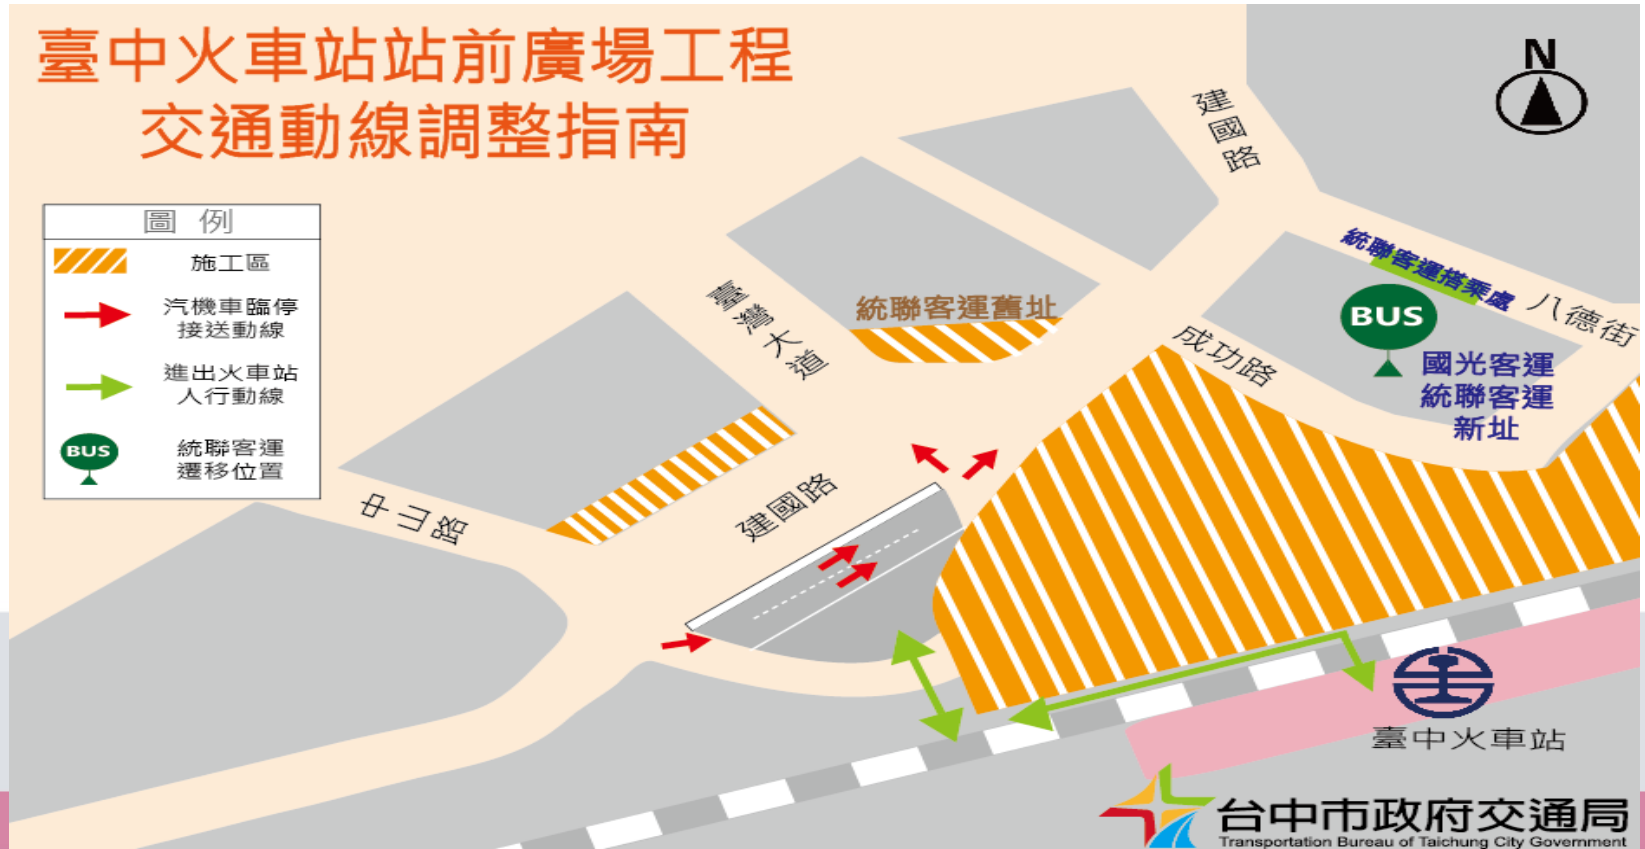 臺中火車站站前廣場工程
交通動線調整指南
N
圖例
施工區
汽機車臨停
接送動線
進出火車站
人行動線
BUS
統聯客運
遷移位置
建國路
統聯客運搭乘處
八德街
BUS
國光客運
統聯客運
新址
成功路
統聯客運舊址
臺灣大道
建國路
中山路
臺中火車站
台中市政府交通局
Transportation Bureau of Taichung City Government